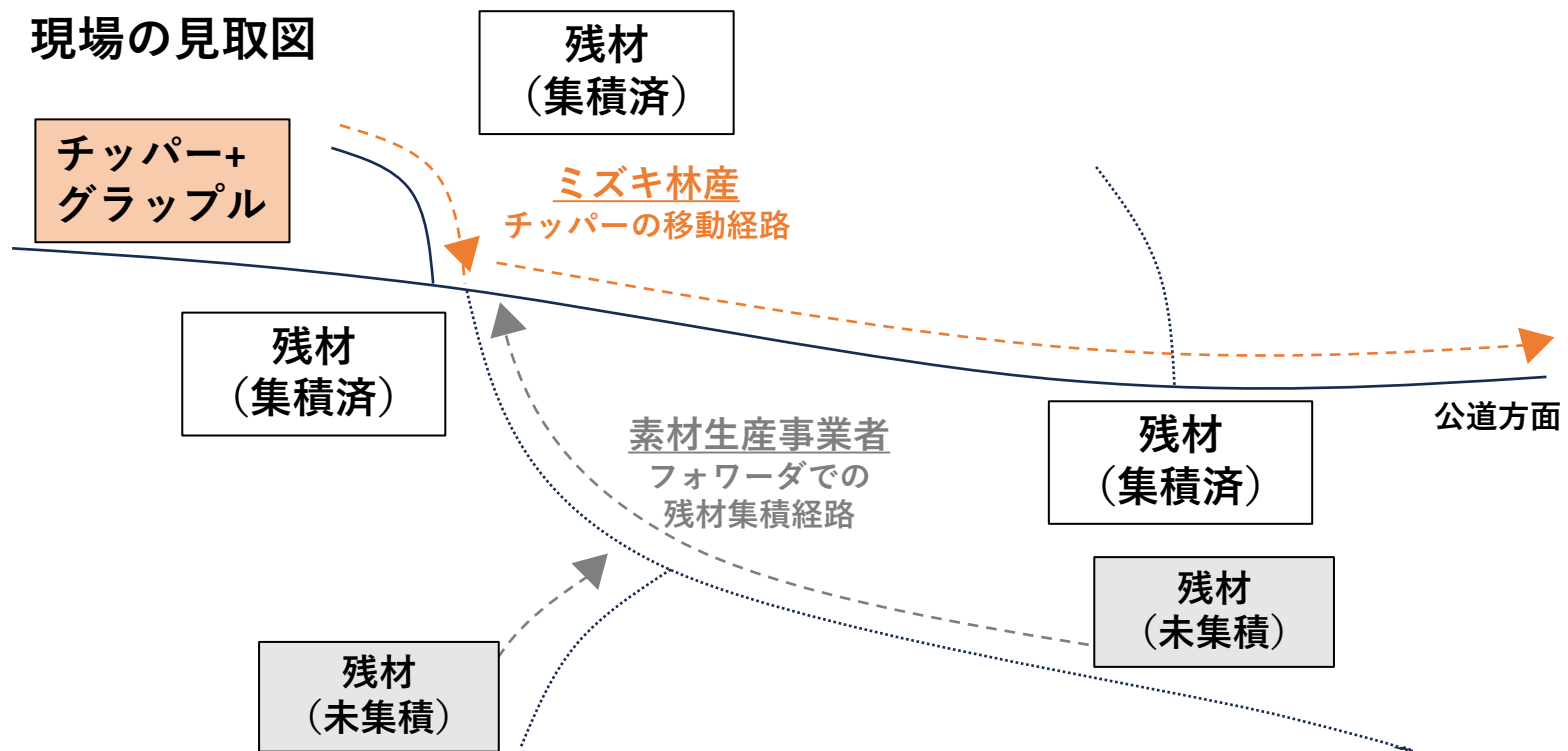 現場の見取図
残材
（集積済）
チッパー+
グラップル
ミズキ林産
チッパーの移動経路
残材
（集積済）
素材生産事業者
フォワーダでの
残材集積経路
残材
（集積済）
公道方面
残材
（未集積）
残材
（未集積）